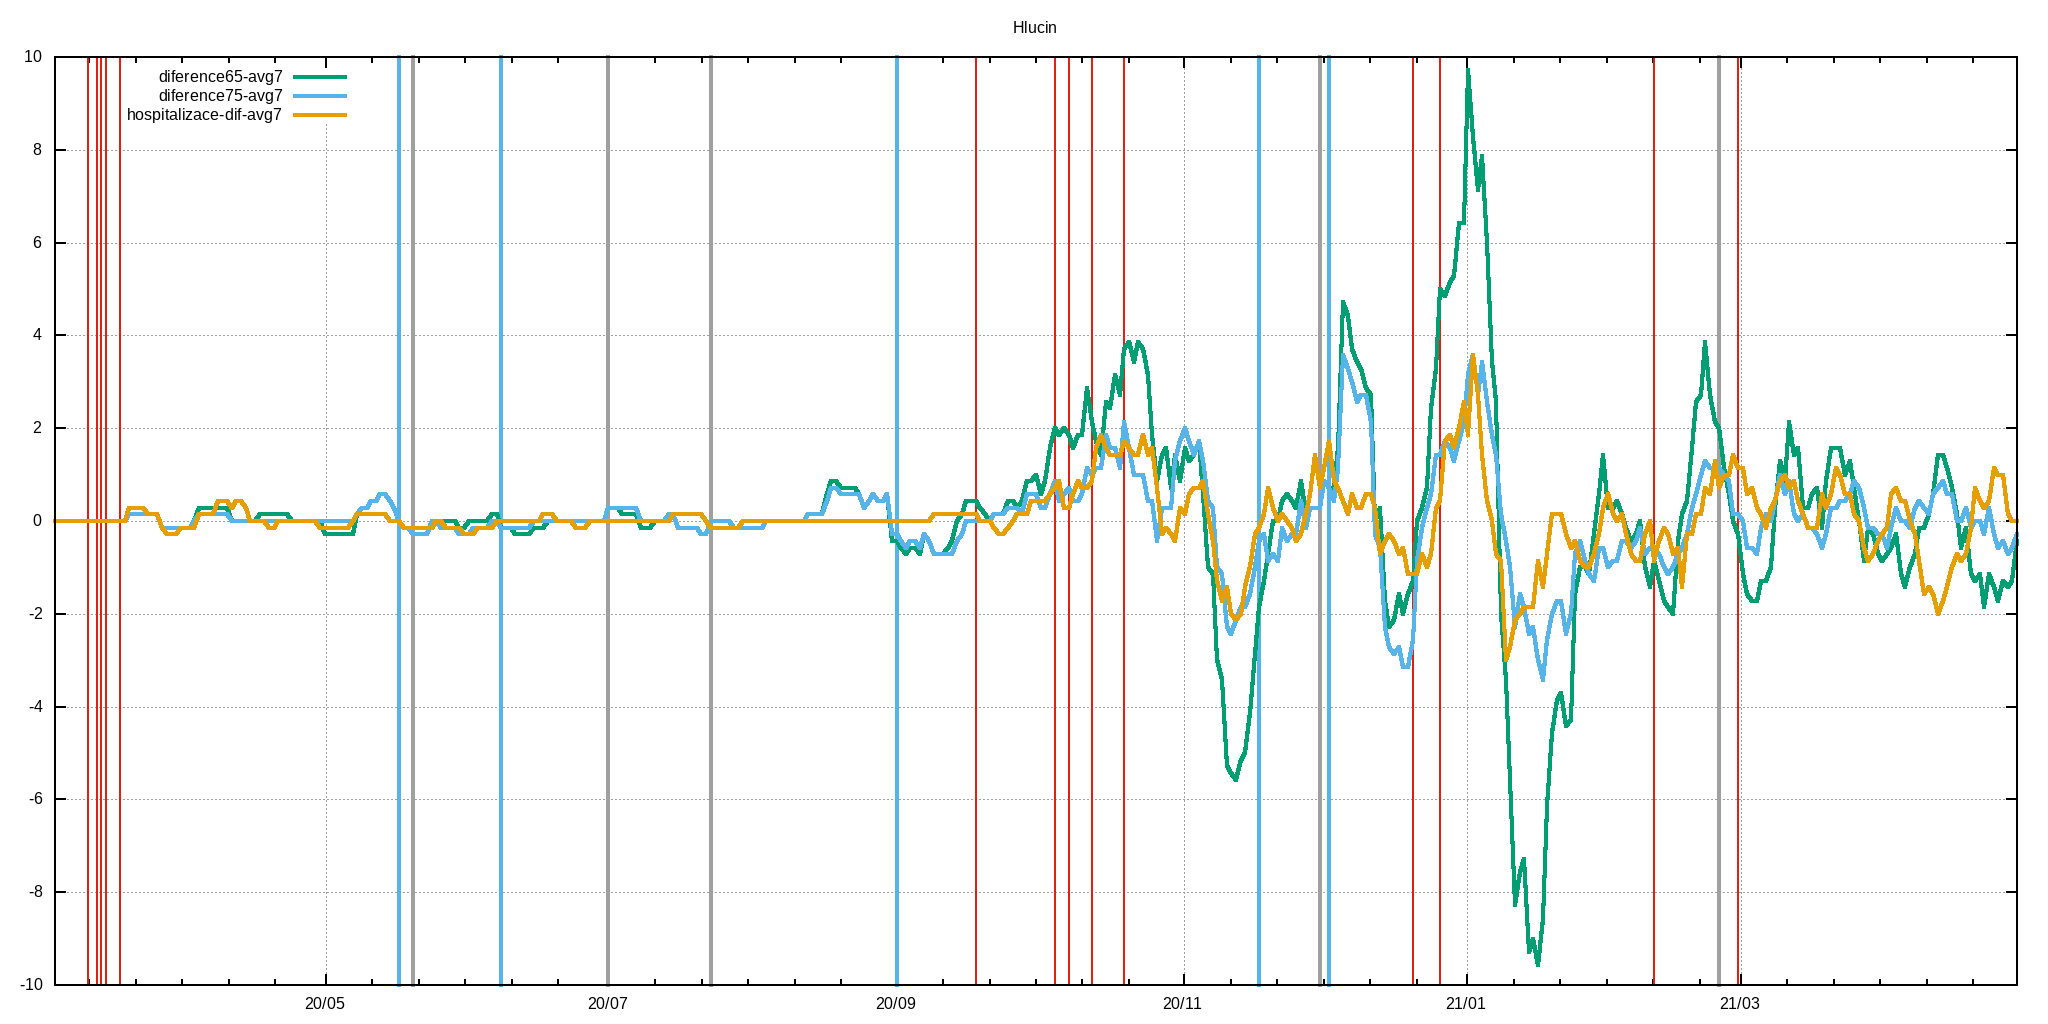 Hlucin
diference65-avg7
diference75-avg7
hospitalizace-dif-avg7
10
8
6
4
2
0
-2
-4
-6
-8
-10
20/05 20/07 20/09 20/11 21/01 21/03